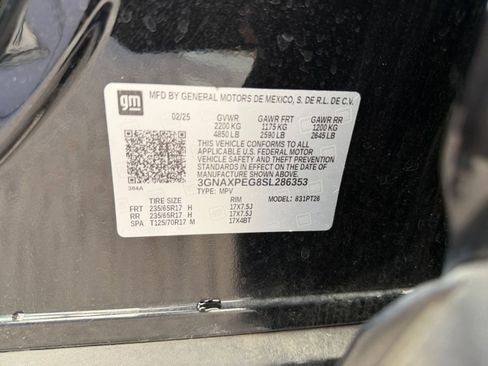 gm
MFD BY GENERAL MOTORS DE MEXICO, S. DE R.L. DE C.V.
02/25 GVWR GAWR FRT GAWR RR
2200 KG 1175 KG 1200 KG
4850 LB 2590 LB 2645 LB
THIS VEHICLE CONFORMS TO ALL APPLICABLE U.S. FEDERAL MOTOR
VEHICLE SAFETY AND THEFT PREVENTION
STANDARDS IN EFFECT ON THE DATE OF
MANUFACTURE SHOWN ABOVE.
3GNAXPEG8SL286353
TYPE: MPV MODEL: 831PT26
384A
TIRE SIZE RIM
FRT 235/65R17 H 17X7.5J
RR 235/65R17 H 17X7.5J
SPA T125/70R17 M 17X4BT